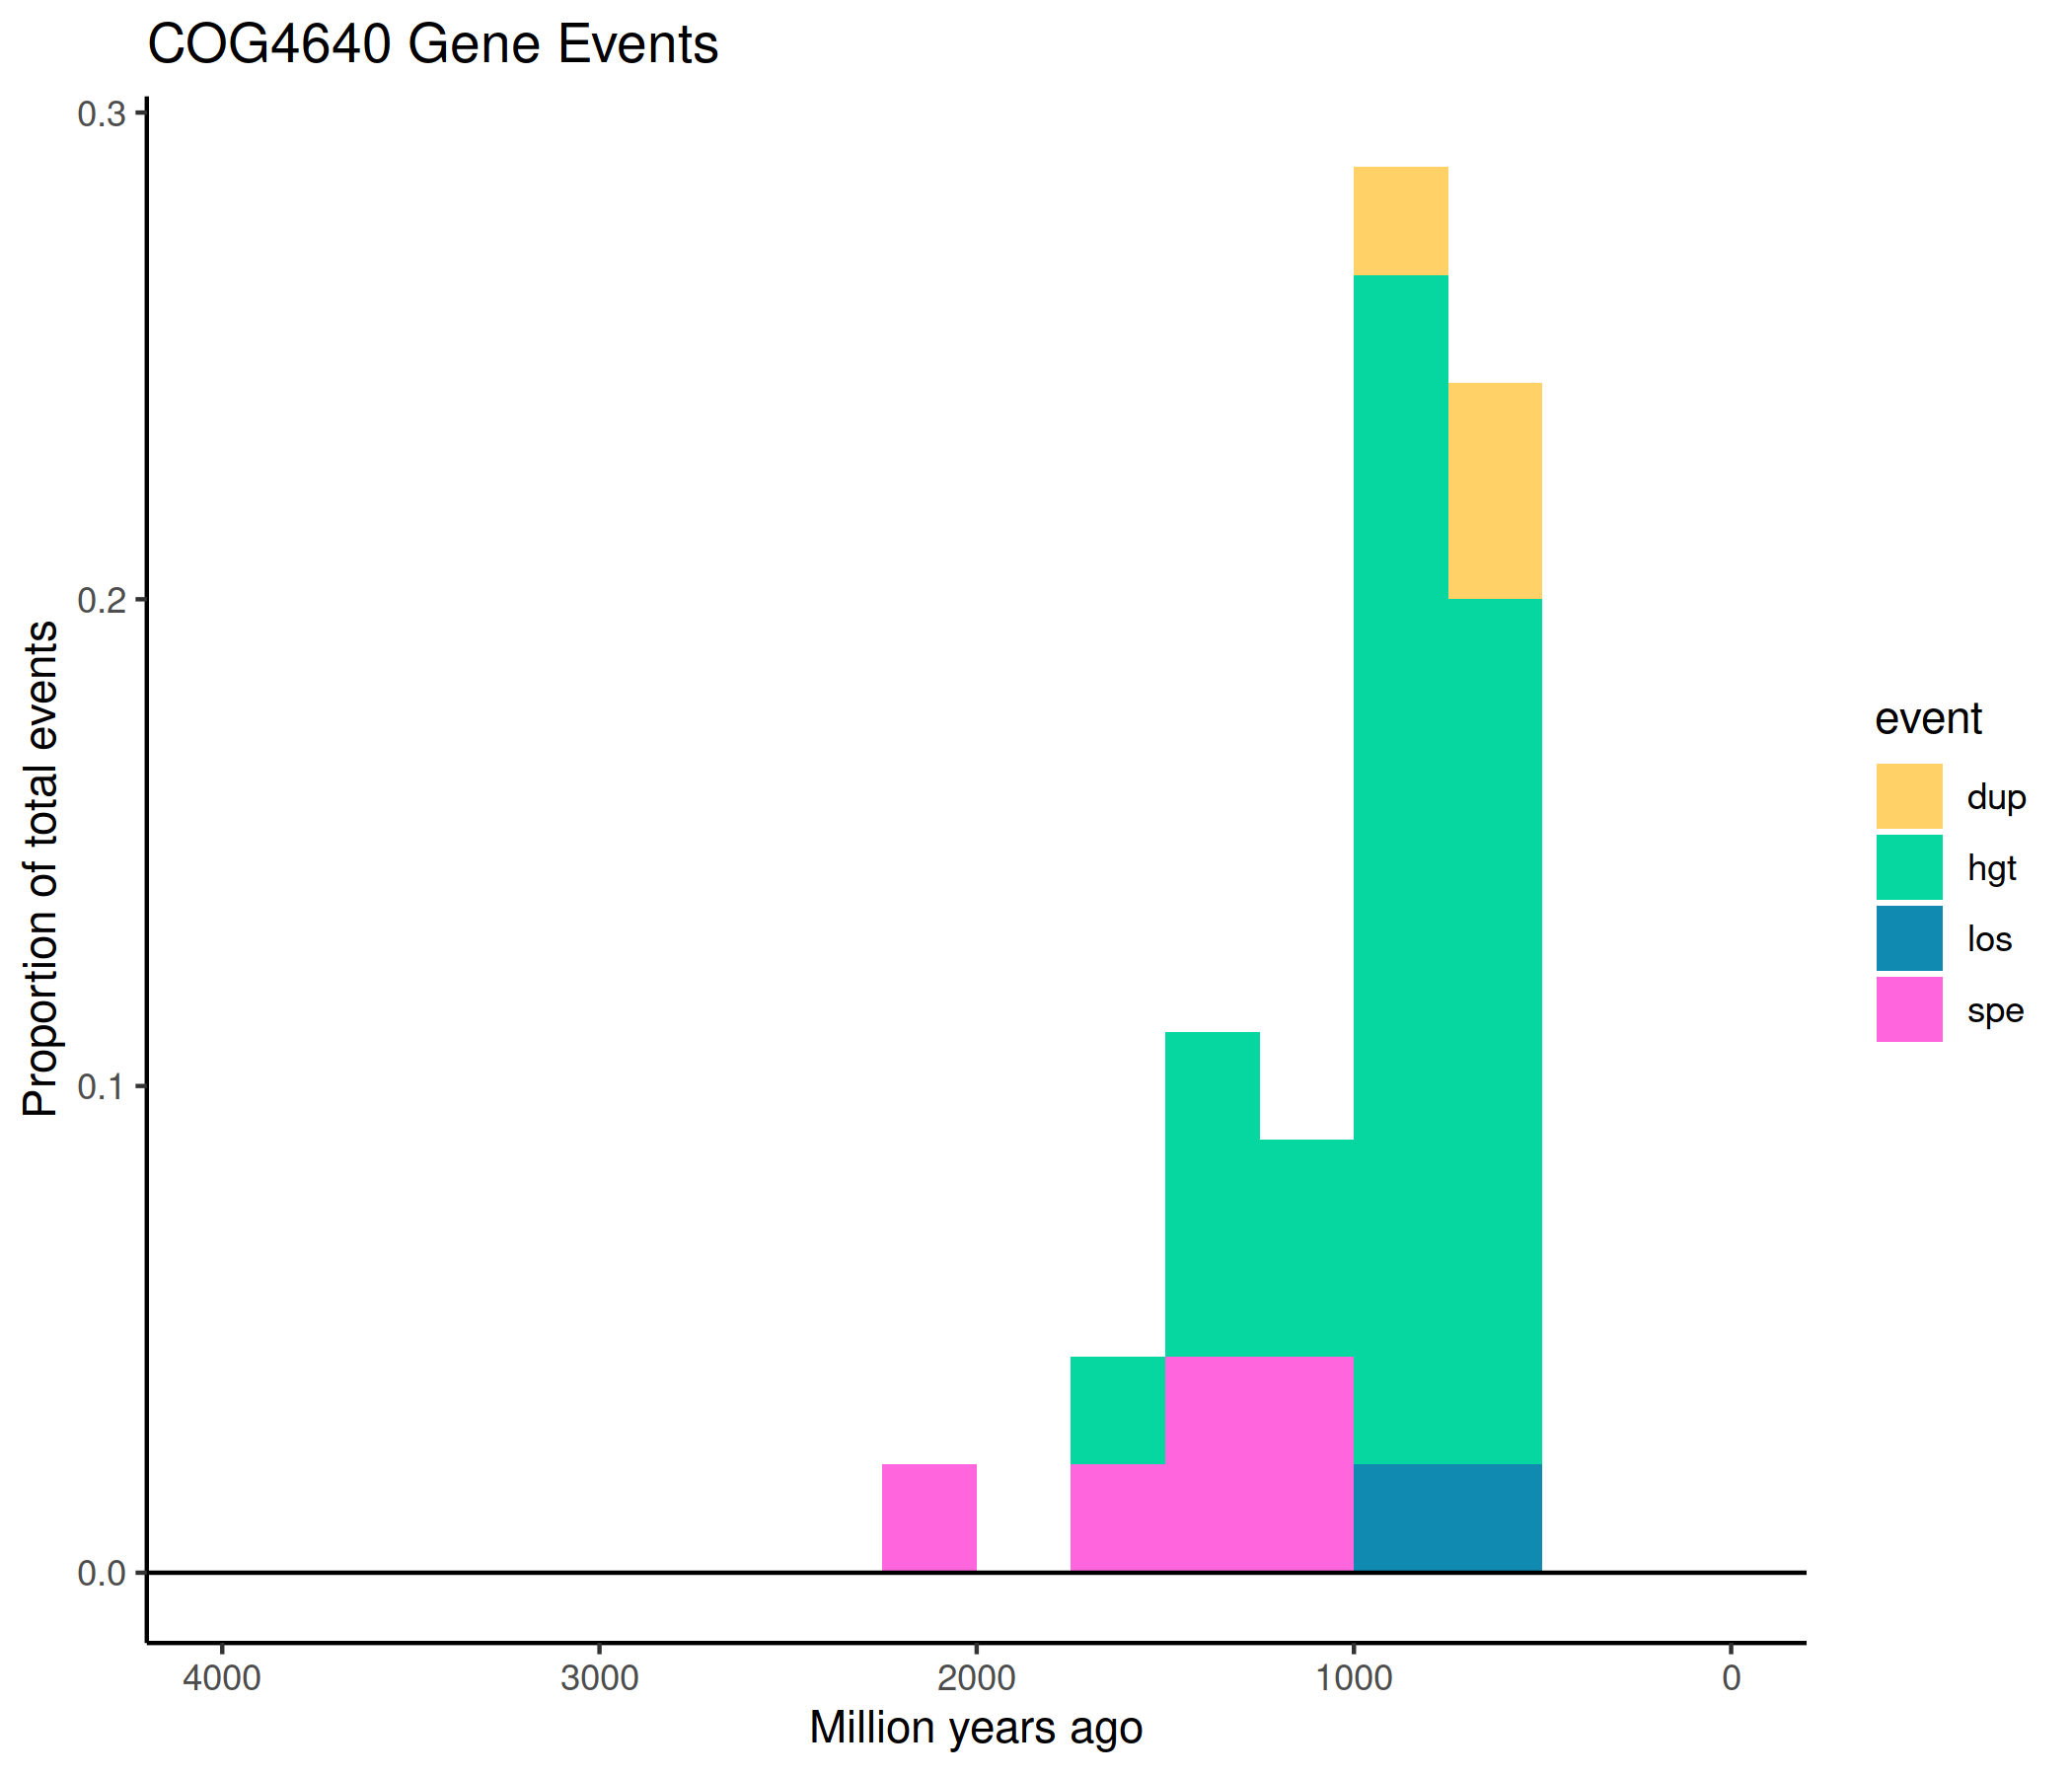 COG4640 Gene Events
0.3
0.2
0.1
0.0
Proportion of total events
4000 3000 2000 1000 0
Million years ago
event
dup
hgt
los
spe